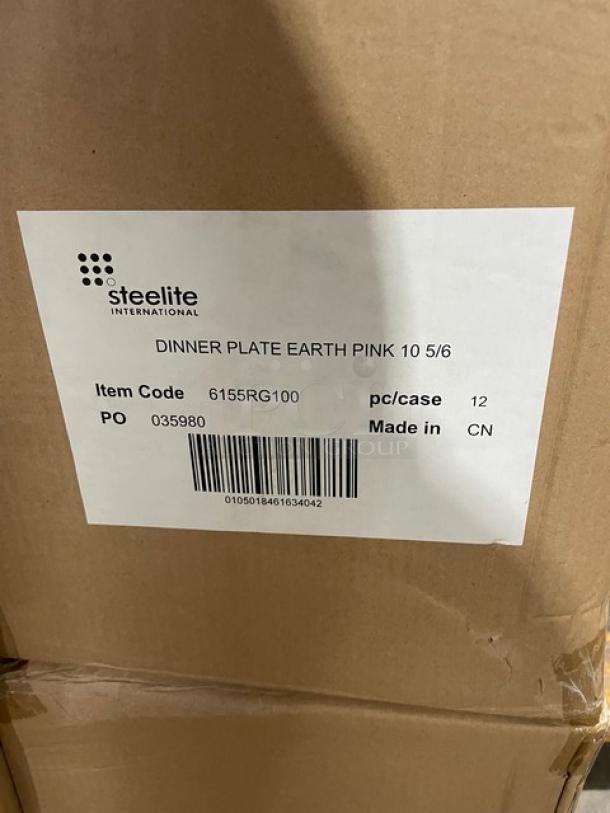 steelite
INTERNATIONAL
DINNER PLATE EARTH PINK 10 5/6
Item Code 6155RG100 pc/case 12
PO 035980 Made in CN
GROUP
0105018461634042